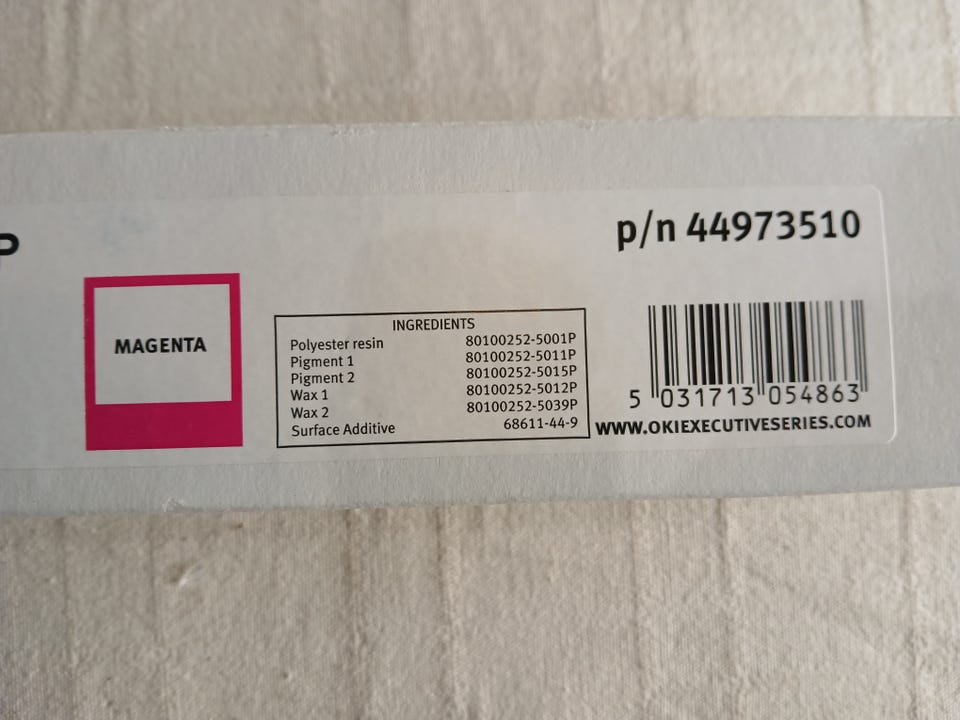 P
p/n 44973510
MAGENTA
INGREDIENTS
Polyester resin 80100252-5001P
Pigment 1 80100252-5011P
Pigment 2 80100252-5015P
Wax 1 80100252-5012P
Wax 2 80100252-5039P
Surface Additive 68611-44-9
5 031713 054863
WWW.OKIEXECUTIVESERIES.COM